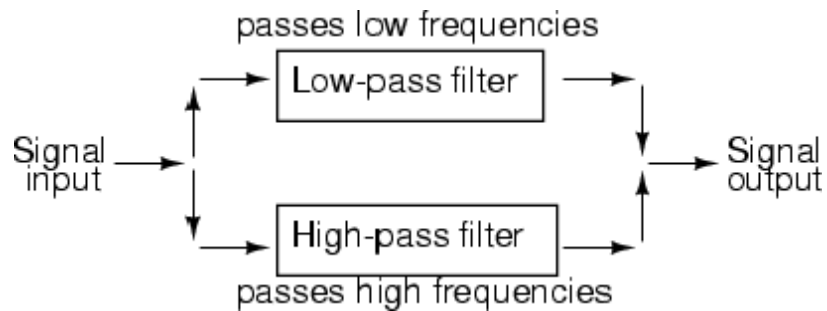 passes low frequencies
Low-pass filter
Signal
input
Signal
output
High-pass filter
passes high frequencies